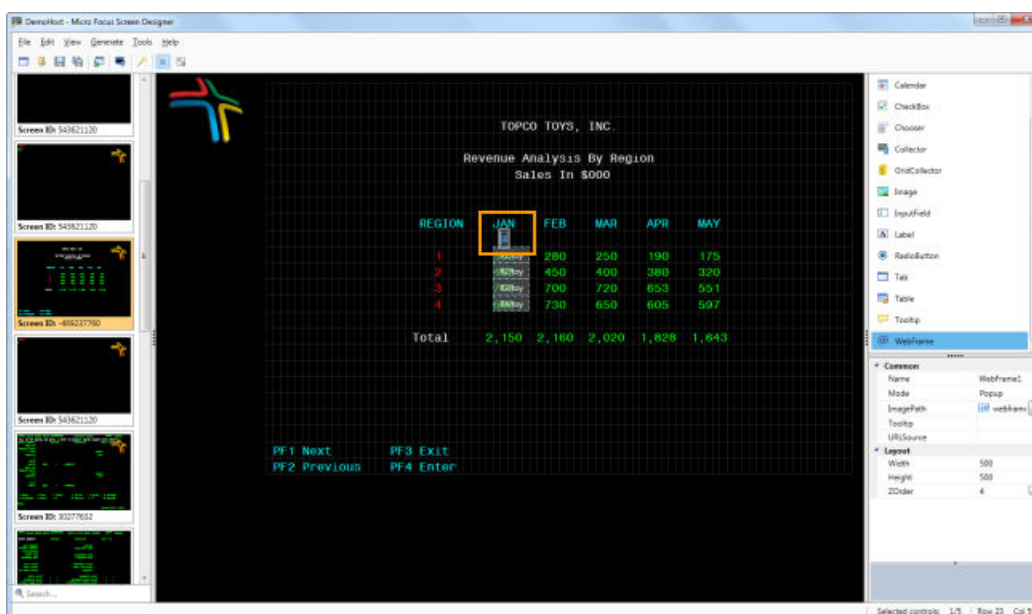 DemoHost - Micro Focus Screen Designer
File Edit View Generate Tools Help
Screen ID: 543621120
Screen ID: 543621120
Screen ID: -466237760
Screen ID: 543621120
Screen ID: 30277632
Search ...
TOPCO TOYS, INC.
Revenue Analysis By Region
Sales In $000
REGION JAN FEB MAR APR MAY
1 280 250 190 175
2 450 400 380 320
3 700 720 653 551
4 730 650 605 597
Total 2,150 2,160 2,020 1,828 1,643
PF1 Next PF3 Exit
PF2 Previous PF4 Enter
Calendar
CheckBox
Chooser
Collector
GridCollector
Image
InputField
Label
RadioButton
Tab
Table
Tooltip
WebFrame
Common
Name WebFrame1
Mode Popup
ImagePath webframe
Tooltip
URLSource
Layout
Width 500
Height 500
ZOrder 4
Selected controls: 1/5 Row 23 Col